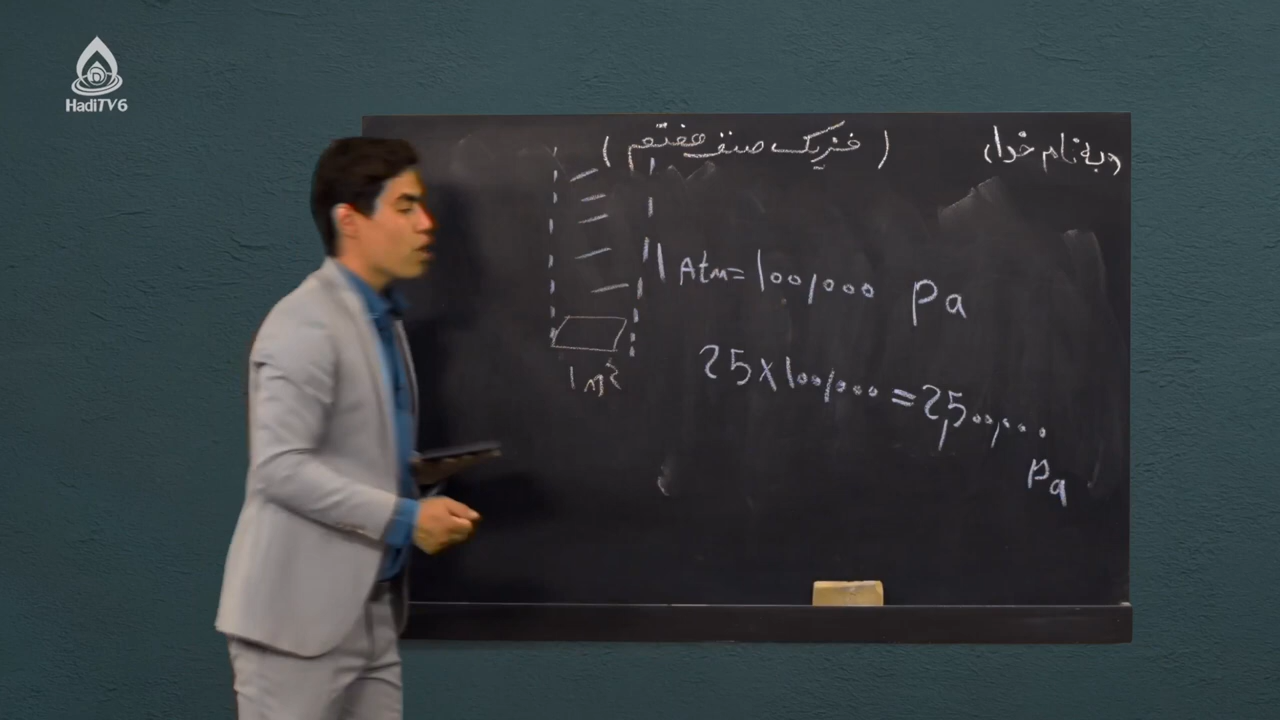 به نام خدا
(فزیک صنف هفتم)
1 Atm = 100,000 Pa
25 × 100,000 = 2,500,000
Pa
1 m²
HadiTV6